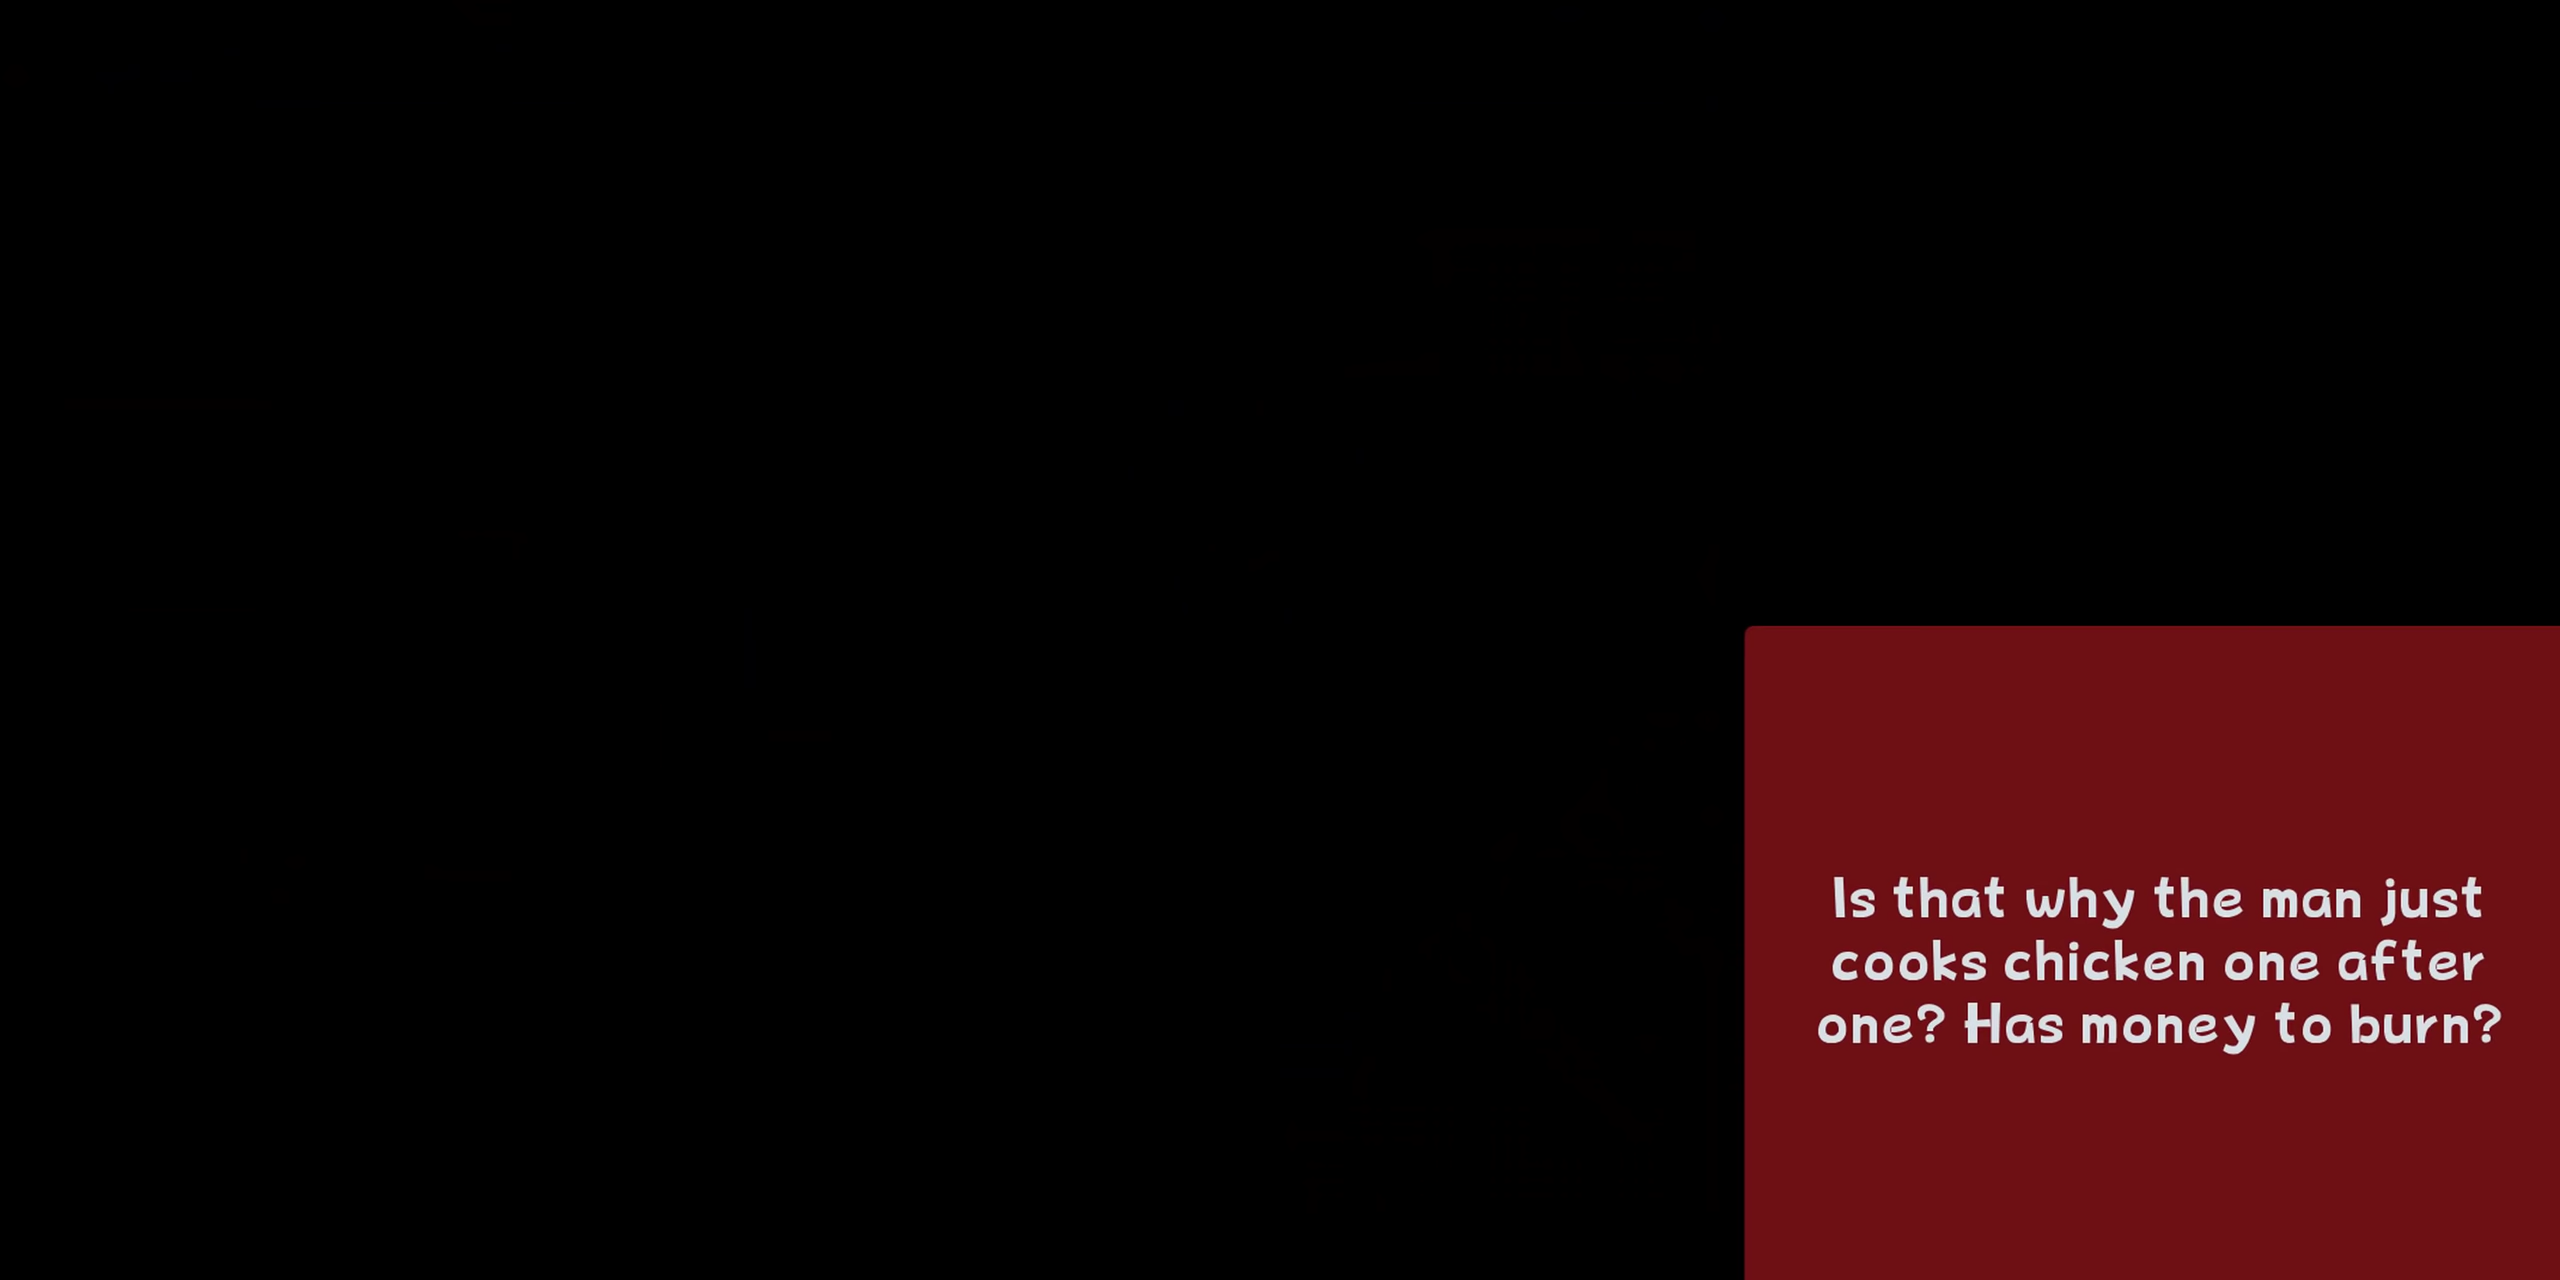 Is that why the man just
cooks chicken one after
one? Has money to burn?